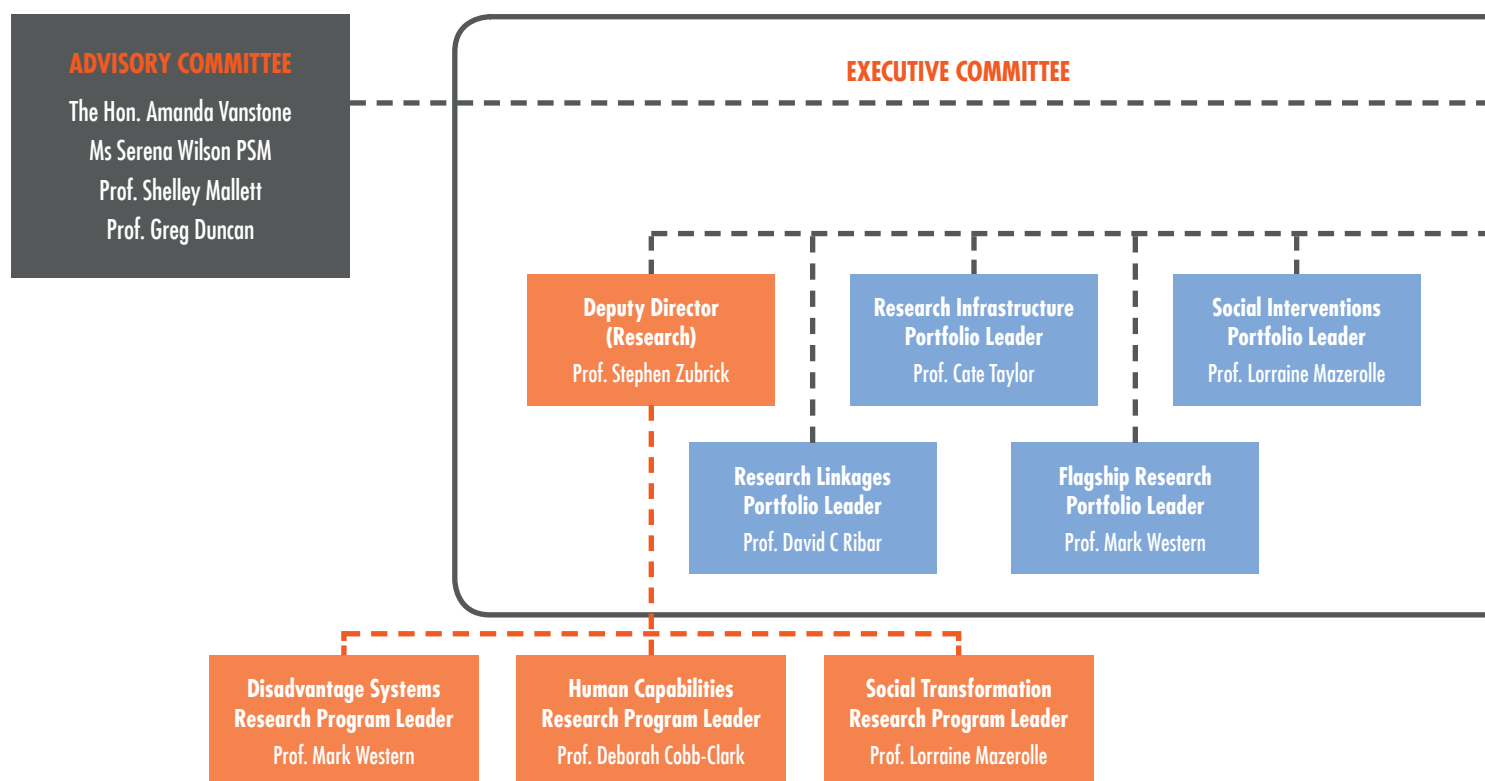 ADVISORY COMMITTEE
The Hon. Amanda Vanstone
Ms Serena Wilson PSM
Prof. Shelley Mallett
Prof. Greg Duncan
EXECUTIVE COMMITTEE
Deputy Director
(Research)
Prof. Stephen Zubrick
Research Infrastructure
Portfolio Leader
Prof. Cate Taylor
Social Interventions
Portfolio Leader
Prof. Lorraine Mazerolle
Research Linkages
Portfolio Leader
Prof. David C Ribar
Flagship Research
Portfolio Leader
Prof. Mark Western
Disadvantage Systems
Research Program Leader
Prof. Mark Western
Human Capabilities
Research Program Leader
Prof. Deborah Cobb-Clark
Social Transformation
Research Program Leader
Prof. Lorraine Mazerolle